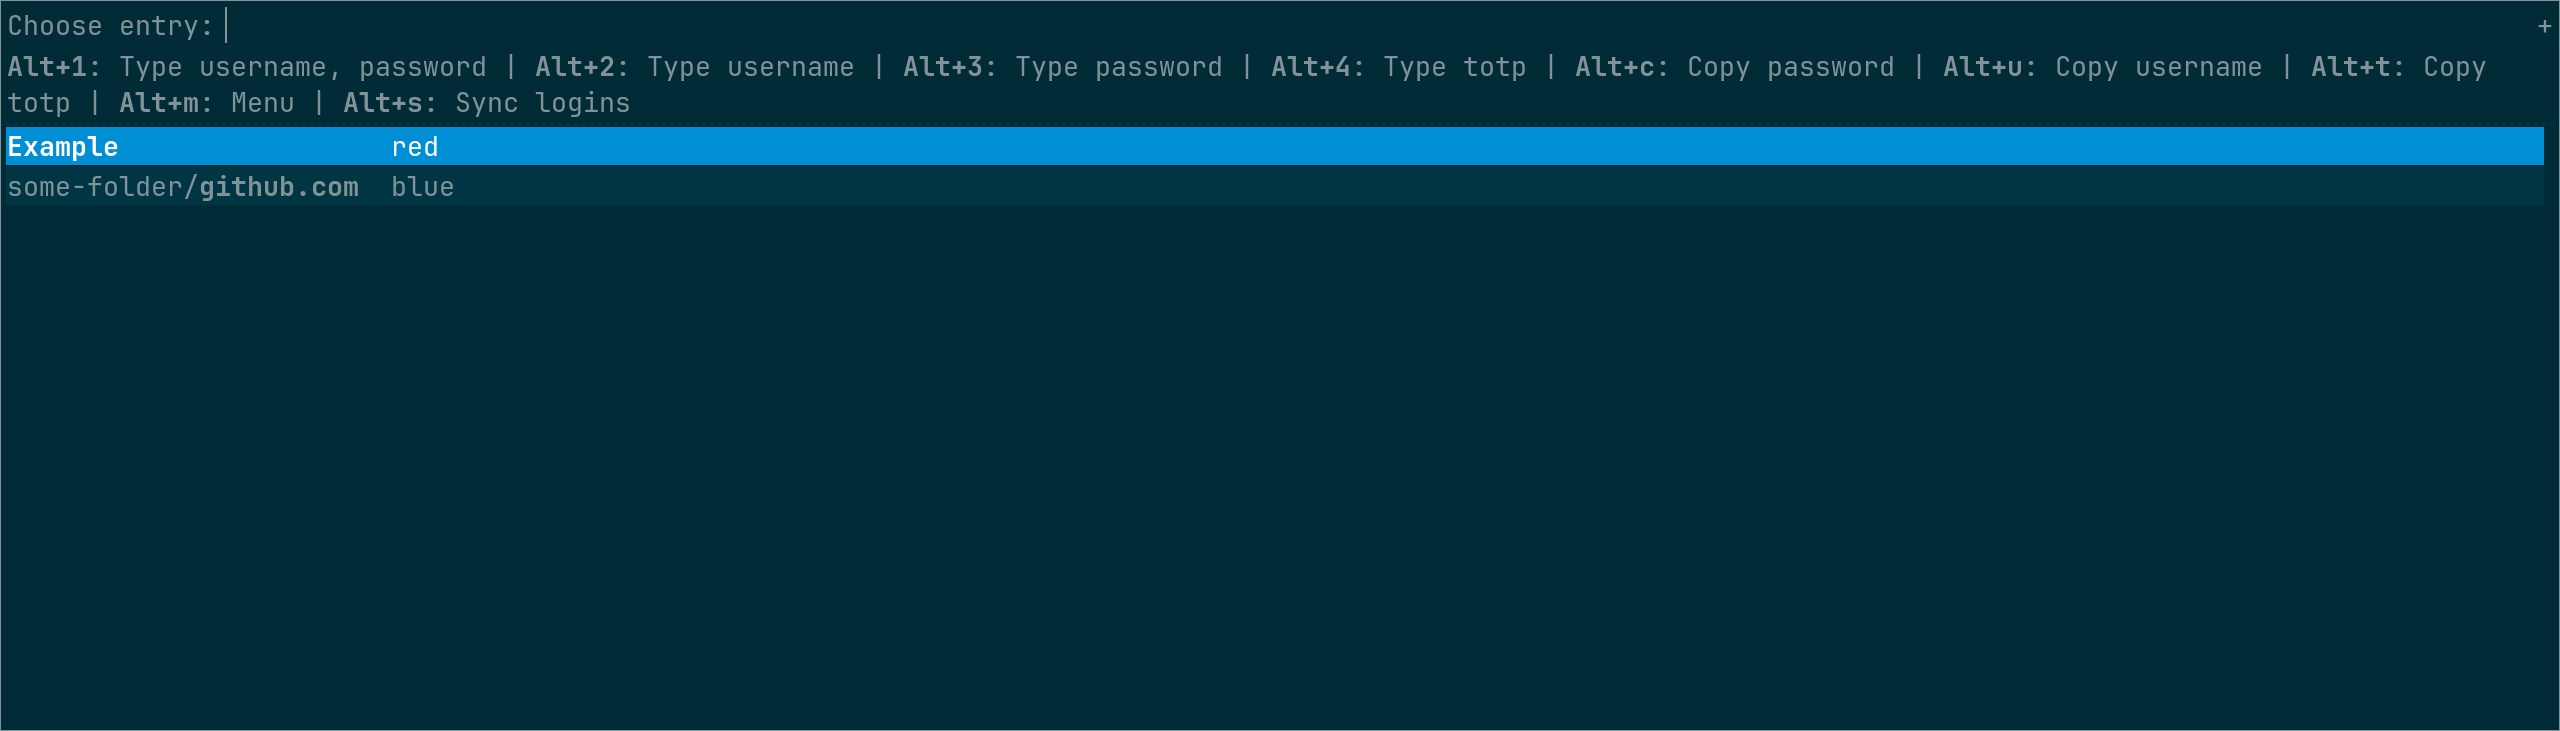 Choose entry: +
Alt+1: Type username, password | Alt+2: Type username | Alt+3: Type password | Alt+4: Type totp | Alt+c: Copy password | Alt+u: Copy username | Alt+t: Copy
totp | Alt+m: Menu | Alt+s: Sync logins
Example red
some-folder/github.com blue